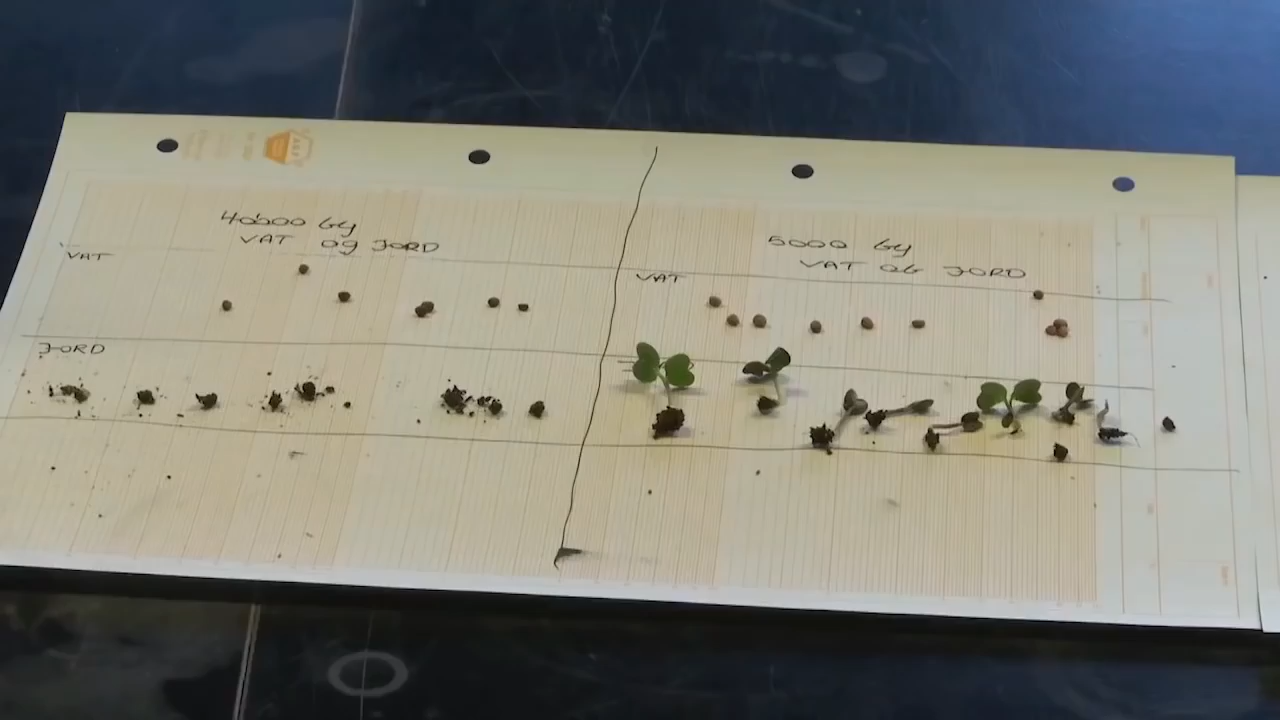 40000 Gy
VAT og JORD
VAT
JORD
5000 Gy
VAT OG JORD
VAT